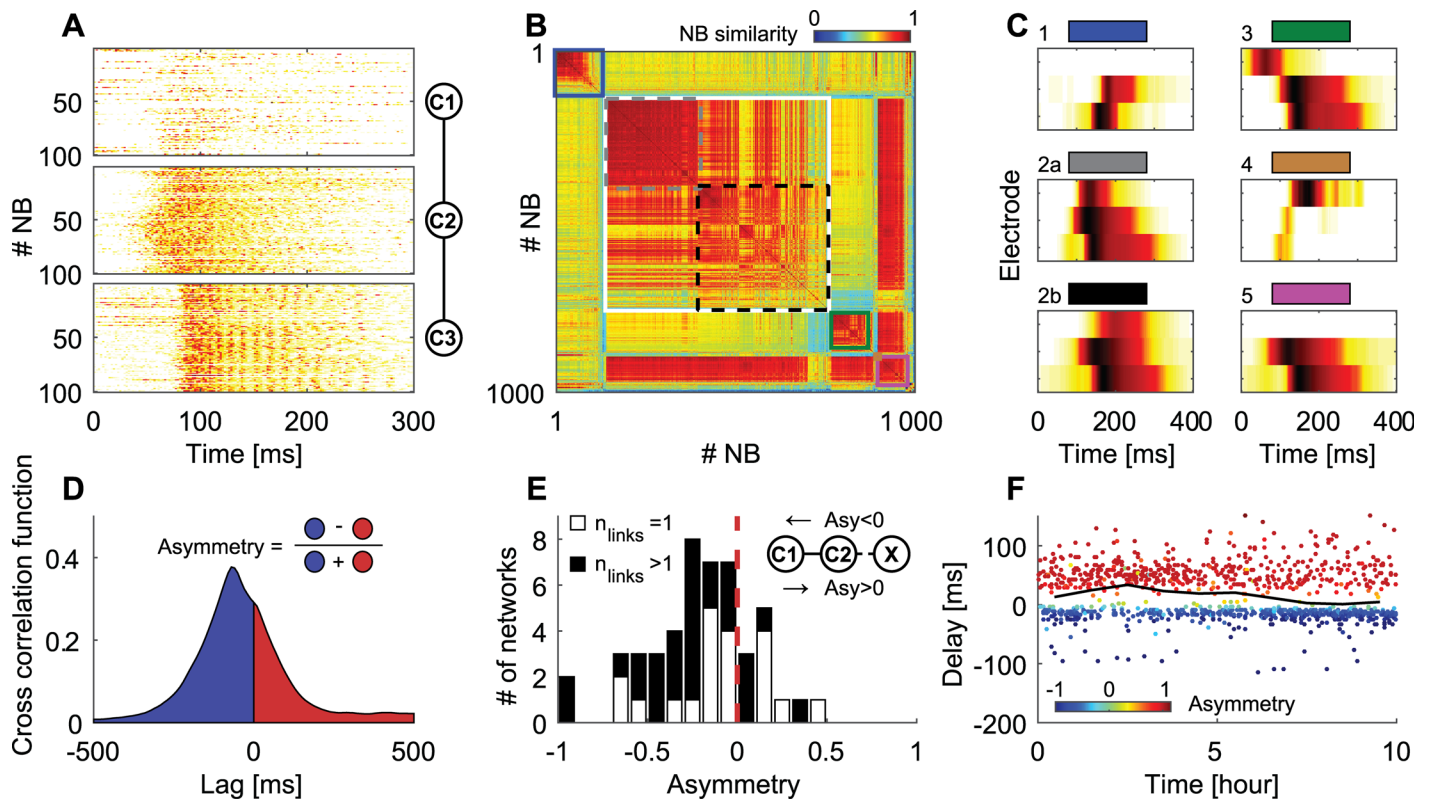 A
50
100
C1
50
100
C2
50
100
C3
# NB
0 100 200 300
Time [ms]
B
NB similarity
0 1
1
# NB
1000
1 1000
# NB
C
1
3
2a
4
2b
5
Electrode
0 200 400
0 200 400
Time [ms]
Time [ms]
D
Cross correlation function
0.4
0.2
0
Asymmetry =
-
+
-500 0 500
Lag [ms]
E
# of networks
8
6
4
2
0
n links =1
n links >1
← Asy<0
C1 C2 X
→ Asy>0
-1 -0.5 0 0.5 1
Asymmetry
F
Delay [ms]
100
0
-100
-200
-1 0 1
Asymmetry
0 5 10
Time [hour]